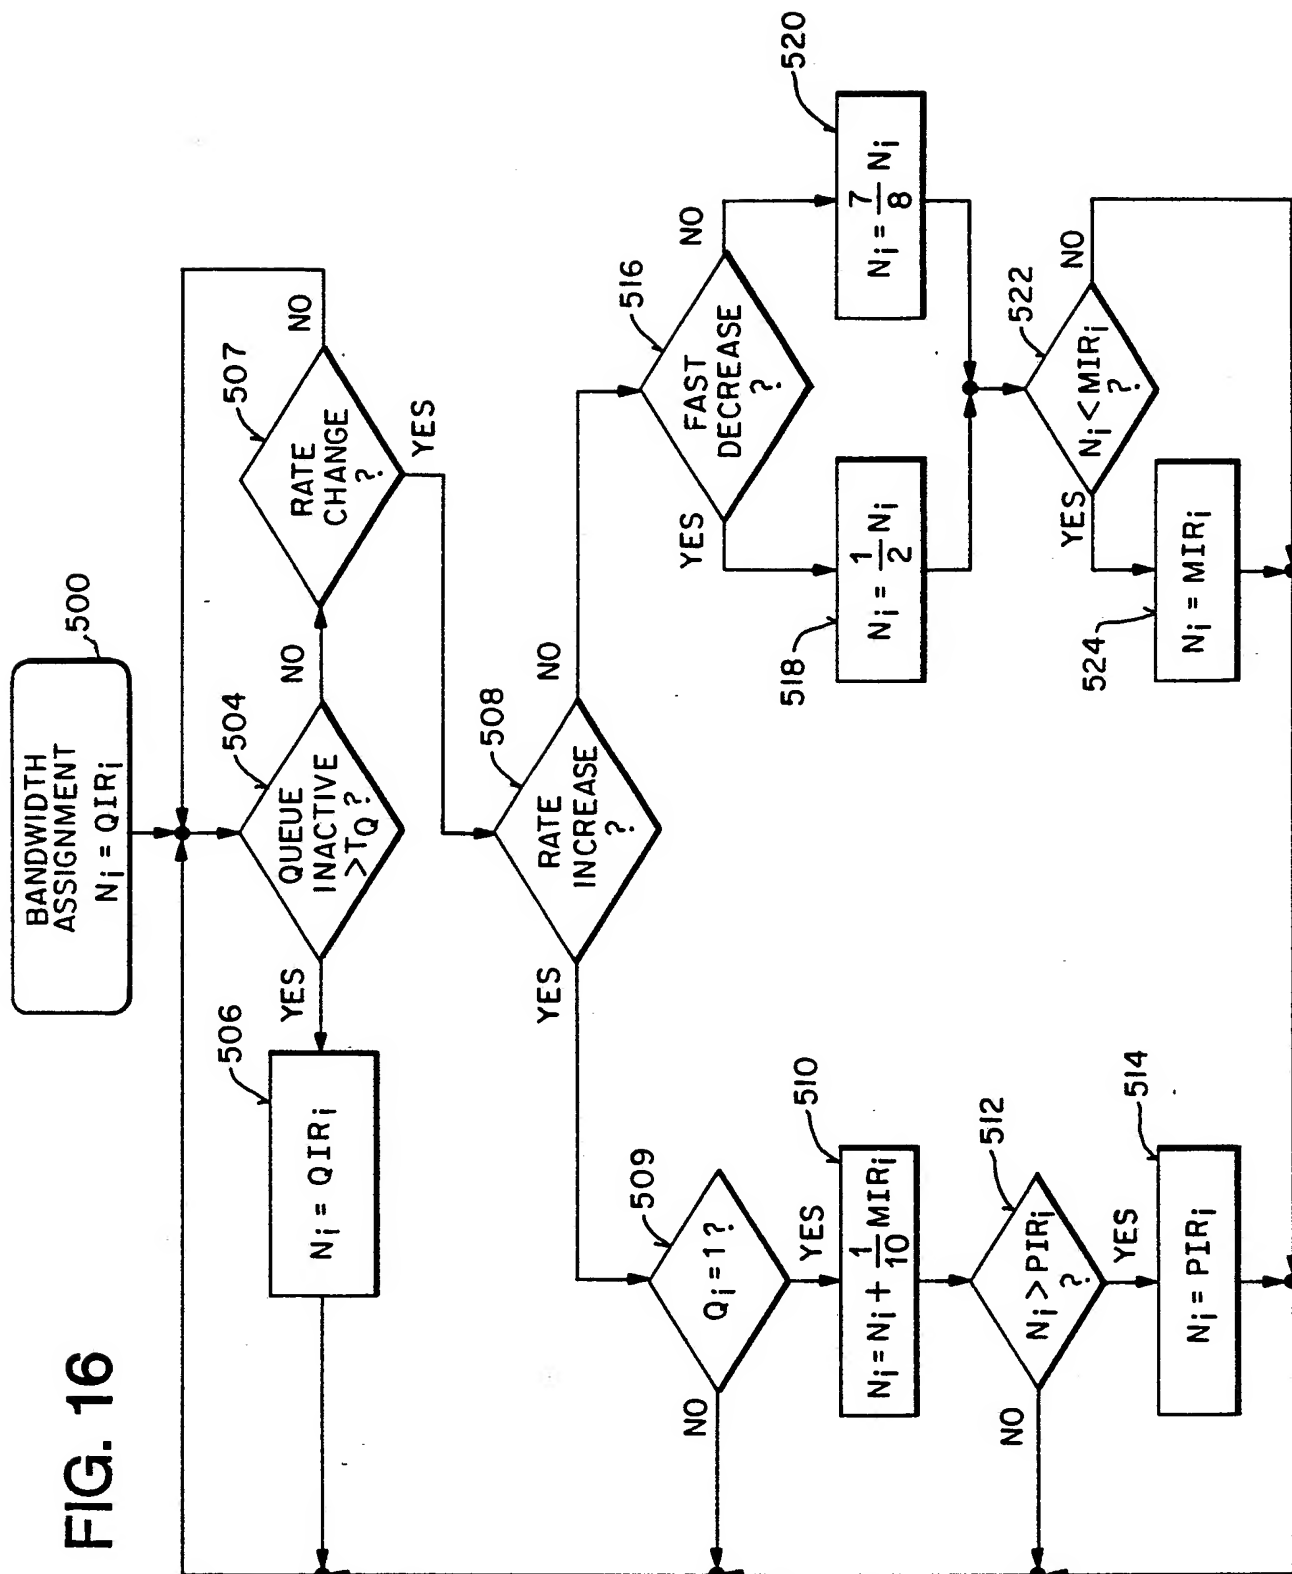 FIG. 16
BANDWIDTH
ASSIGNMENT
Ni = QIRi
500
QUEUE
INACTIVE
>TQ?
504
YES
NO
Ni = QIRi
506
RATE
CHANGE
?
507
NO
YES
RATE
INCREASE
?
508
YES
NO
Qi = 1?
509
NO
YES
Ni = Ni + 1/10 MIRi
510
Ni > PIRi
?
512
NO
YES
Ni = PIRi
514
FAST
DECREASE
?
516
YES
NO
Ni = 1/2 Ni
518
Ni = 7/8 Ni
520
Ni < MIRi
?
522
YES
NO
Ni = MIRi
524